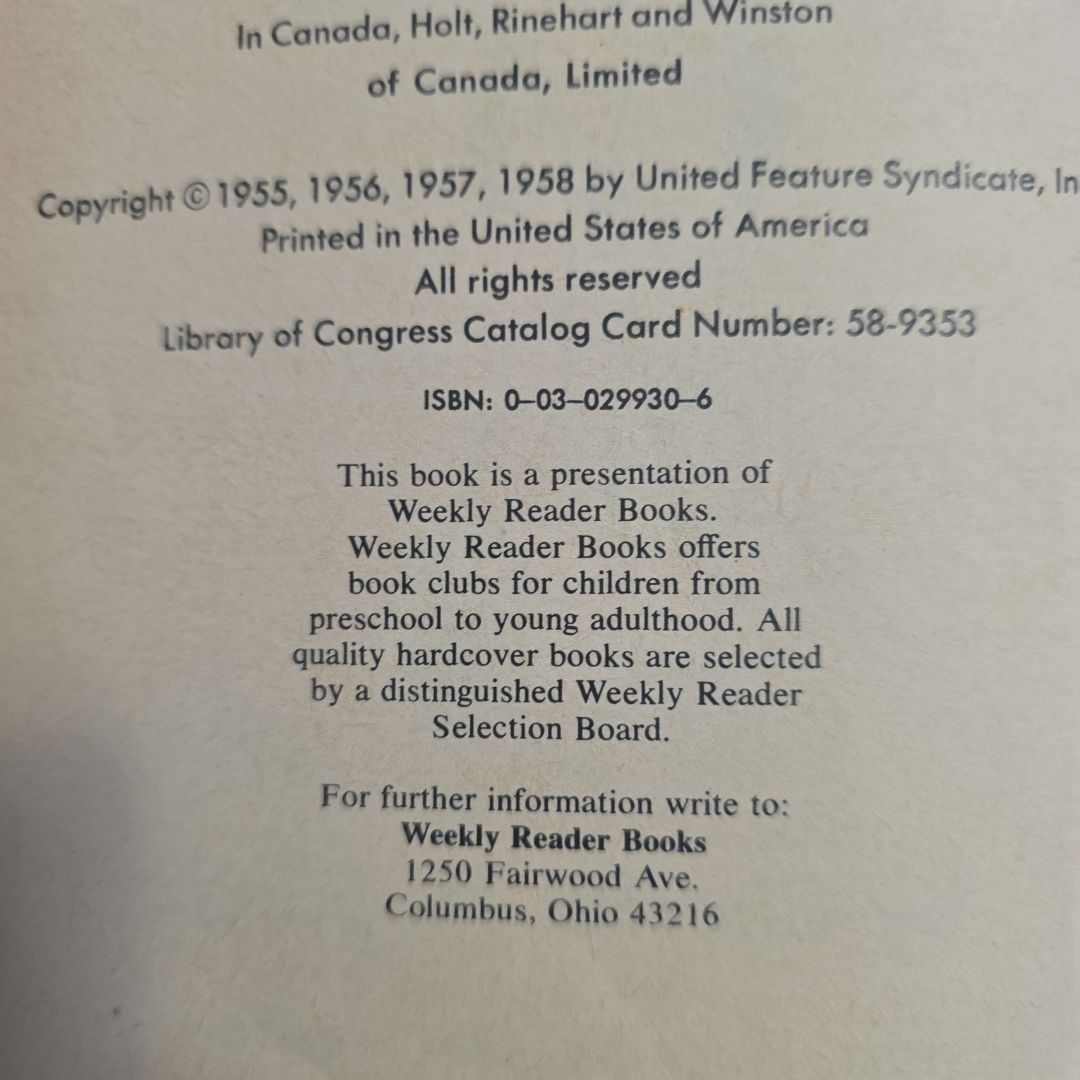 In Canada, Holt, Rinehart and Winston
of Canada, Limited
Copyright © 1955, 1956, 1957, 1958 by United Feature Syndicate, In
Printed in the United States of America
All rights reserved
Library of Congress Catalog Card Number: 58-9353
ISBN: 0–03–029930–6
This book is a presentation of
Weekly Reader Books.
Weekly Reader Books offers
book clubs for children from
preschool to young adulthood. All
quality hardcover books are selected
by a distinguished Weekly Reader
Selection Board.
For further information write to:
Weekly Reader Books
1250 Fairwood Ave.
Columbus, Ohio 43216